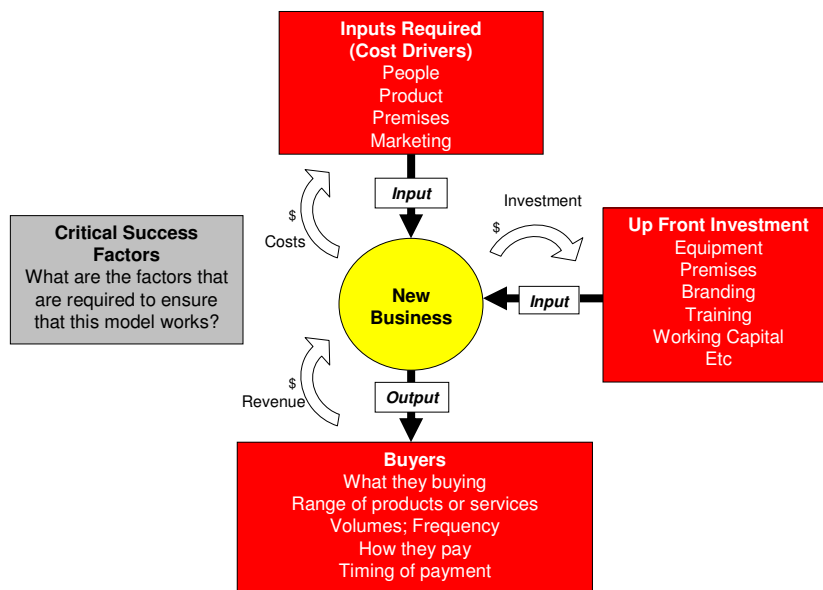 Inputs Required
(Cost Drivers)
People
Product
Premises
Marketing
Input
$
Costs
Investment
$
Critical Success
Factors
What are the factors that
are required to ensure
that this model works?
New
Business
Input
Up Front Investment
Equipment
Premises
Branding
Training
Working Capital
Etc
$
Revenue
Output
Buyers
What they buying
Range of products or services
Volumes; Frequency
How they pay
Timing of payment